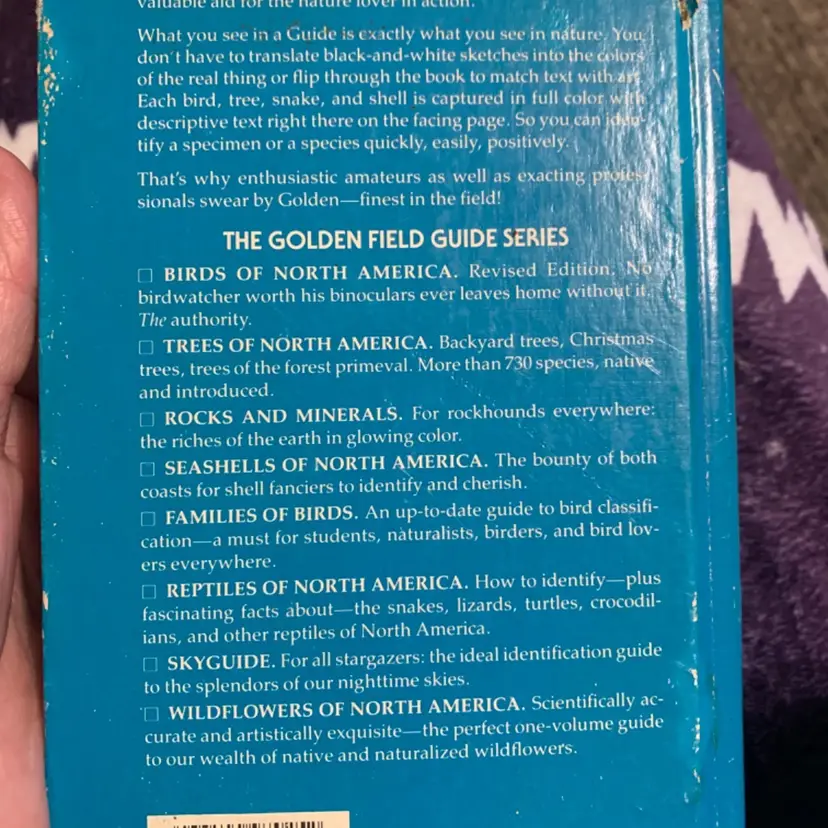 valuable aid for the nature lover in action.
What you see in a Guide is exactly what you see in nature. You
don't have to translate black-and-white sketches into the colors
of the real thing or flip through the book to match text with art.
Each bird, tree, snake, and shell is captured in full color with
descriptive text right there on the facing page. So you can iden-
tify a specimen or a species quickly, easily, positively.
That's why enthusiastic amateurs as well as exacting profes-
sionals swear by Golden—finest in the field!
THE GOLDEN FIELD GUIDE SERIES
□ BIRDS OF NORTH AMERICA. Revised Edition. No
birdwatcher worth his binoculars ever leaves home without it.
The authority.
□ TREES OF NORTH AMERICA. Backyard trees, Christmas
trees, trees of the forest primeval. More than 730 species, native
and introduced.
□ ROCKS AND MINERALS. For rockhounds everywhere:
the riches of the earth in glowing color.
□ SEASHELLS OF NORTH AMERICA. The bounty of both
coasts for shell fanciers to identify and cherish.
□ FAMILIES OF BIRDS. An up-to-date guide to bird classifi-
cation—a must for students, naturalists, birders, and bird lov-
ers everywhere.
□ REPTILES OF NORTH AMERICA. How to identify—plus
fascinating facts about—the snakes, lizards, turtles, crocodil-
ians, and other reptiles of North America.
□ SKYGUIDE. For all stargazers: the ideal identification guide
to the splendors of our nighttime skies.
□ WILDFLOWERS OF NORTH AMERICA. Scientifically ac-
curate and artistically exquisite—the perfect one-volume guide
to our wealth of native and naturalized wildflowers.